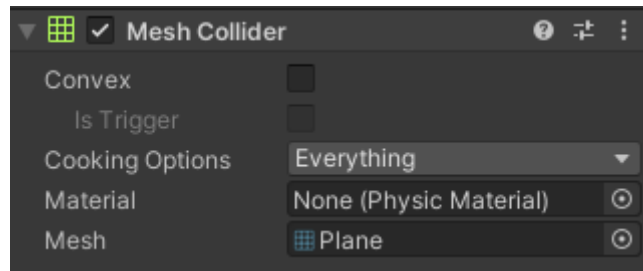 Mesh Collider
Convex
Is Trigger
Cooking Options Everything
Material None (Physic Material)
Mesh Plane